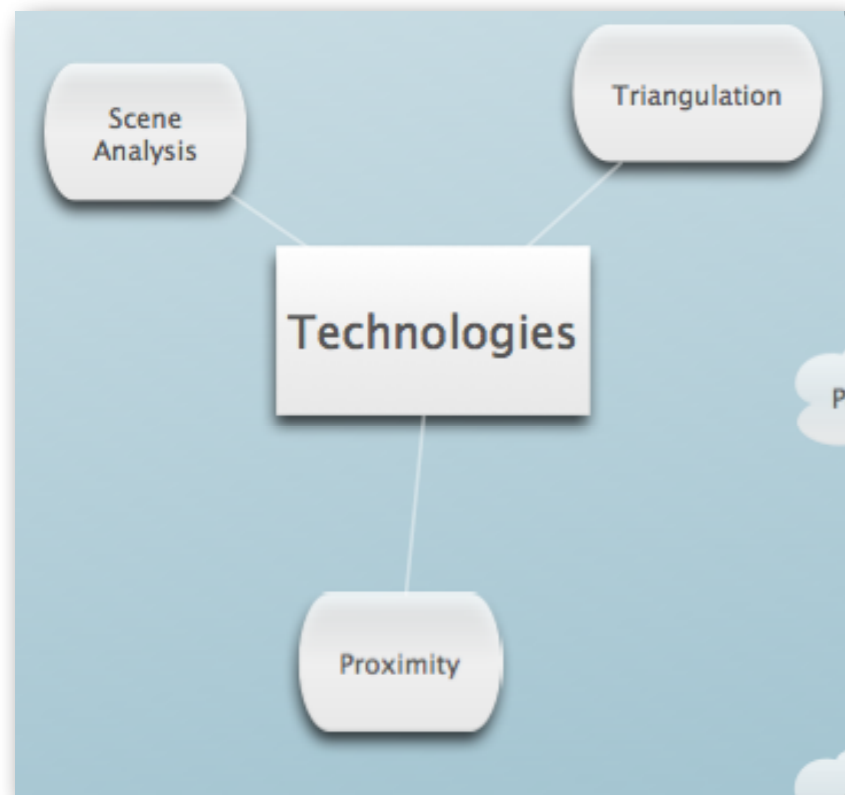 Scene
Analysis
Triangulation
Technologies
P
Proximity